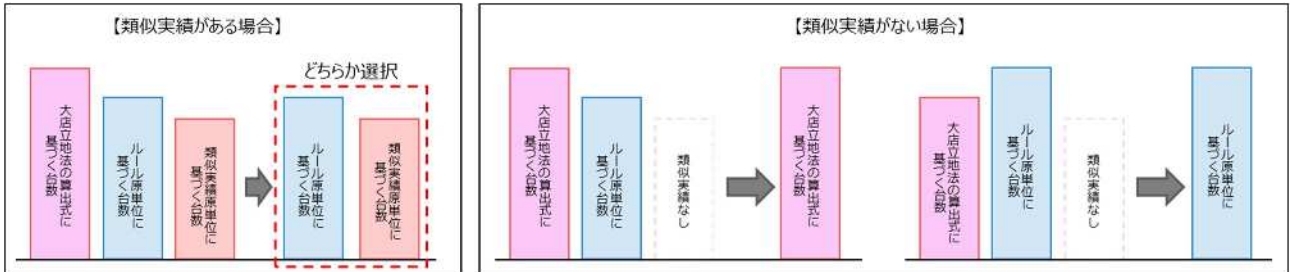 【類似実績がある場合】
どちらか選択
大店立地法の算出式に
基づく台数
ルール原単位に
基づく台数
類似実績原単位に
基づく台数
ルール原単位に
基づく台数
類似実績原単位に
基づく台数
【類似実績がない場合】
大店立地法の算出式に
基づく台数
ルール原単位に
基づく台数
類似実績なし
大店立地法の算出式に
基づく台数
大店立地法の算出式に
基づく台数
ルール原単位に
基づく台数
類似実績なし
ルール原単位に
基づく台数